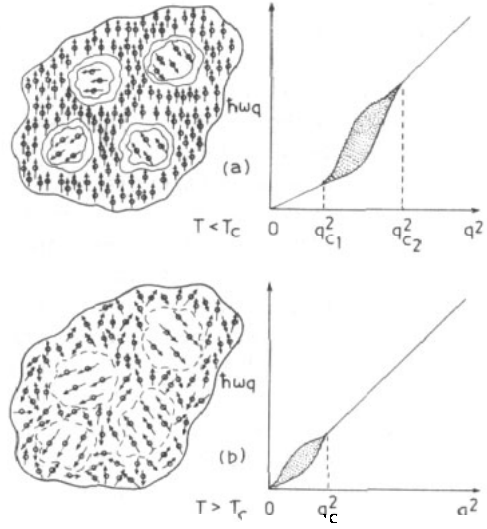 ħωq
(a)
T < Tc
0
q²c1
q²c2
q²
ħωq
(b)
T > Tc
0
q²c
q²